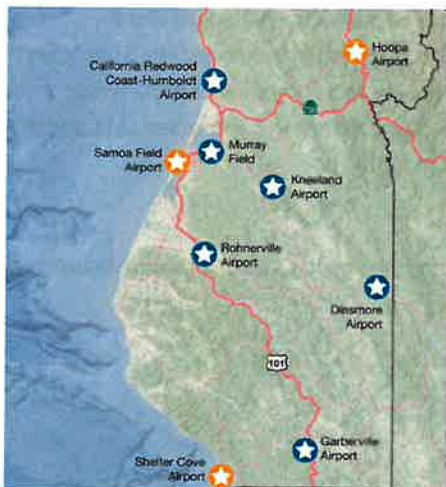 Hoopa
Airport
California Redwood
Coast-Humboldt
Airport
Murray
Field
Samoa Field
Airport
Kneeland
Airport
Rohnerville
Airport
Dinsmore
Airport
101
Garberville
Airport
Shelter Cove
Airport